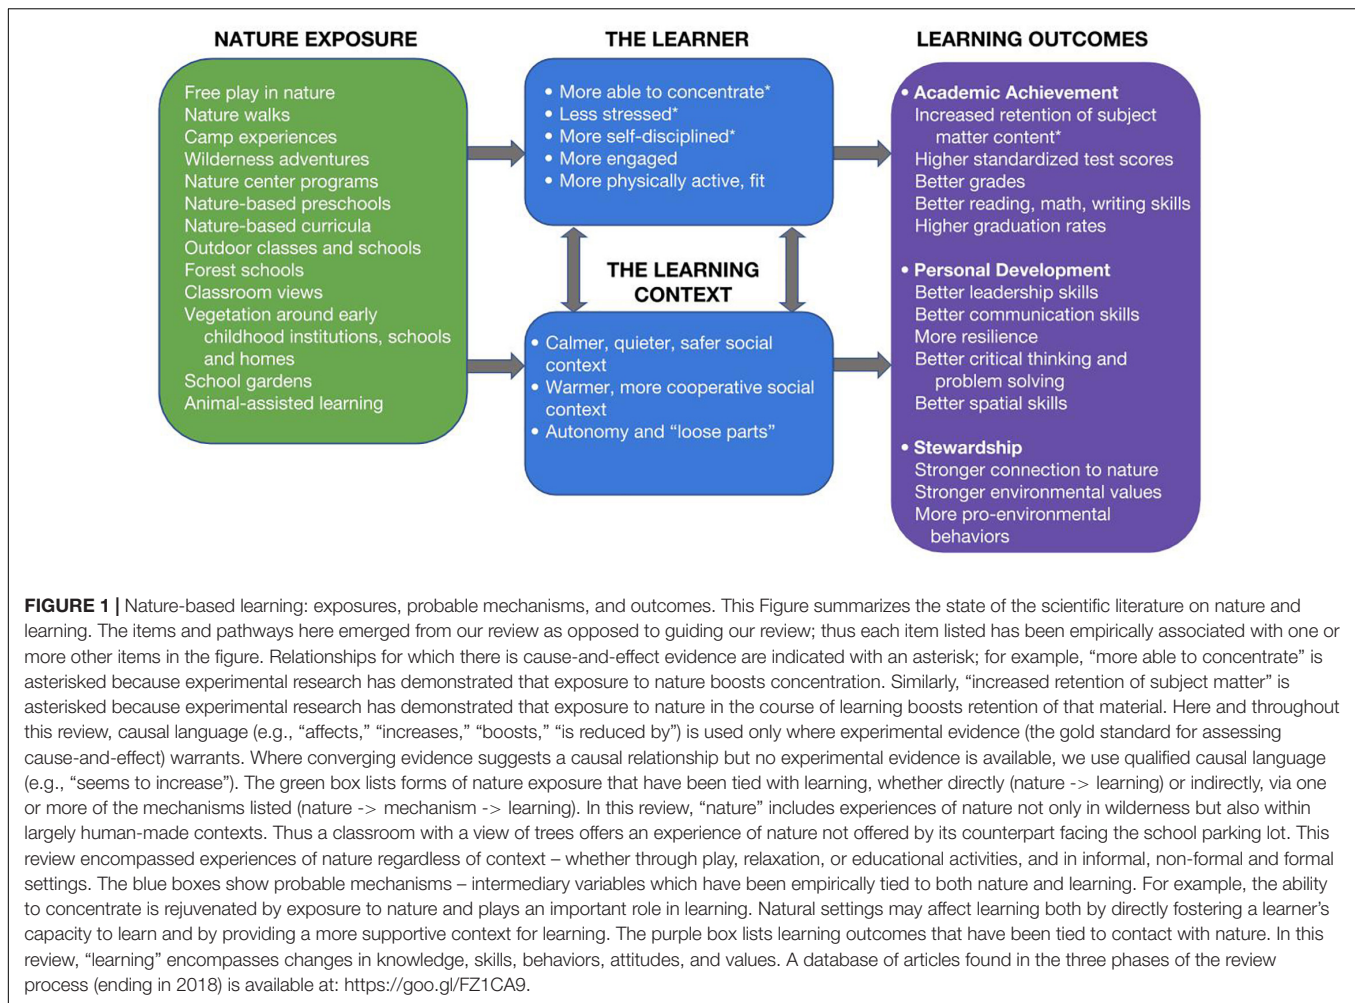 NATURE EXPOSURE
Free play in nature
Nature walks
Camp experiences
Wilderness adventures
Nature center programs
Nature-based preschools
Nature-based curricula
Outdoor classes and schools
Forest schools
Classroom views
Vegetation around early
childhood institutions, schools
and homes
School gardens
Animal-assisted learning
THE LEARNER
• More able to concentrate*
• Less stressed*
• More self-disciplined*
• More engaged
• More physically active, fit
THE LEARNING
CONTEXT
• Calmer, quieter, safer social
context
• Warmer, more cooperative social
context
• Autonomy and “loose parts”
LEARNING OUTCOMES
• Academic Achievement
Increased retention of subject
matter content*
Higher standardized test scores
Better grades
Better reading, math, writing skills
Higher graduation rates
• Personal Development
Better leadership skills
Better communication skills
More resilience
Better critical thinking and
problem solving
Better spatial skills
• Stewardship
Stronger connection to nature
Stronger environmental values
More pro-environmental
behaviors
FIGURE 1 | Nature-based learning: exposures, probable mechanisms, and outcomes. This Figure summarizes the state of the scientific literature on nature and
learning. The items and pathways here emerged from our review as opposed to guiding our review; thus each item listed has been empirically associated with one or
more other items in the figure. Relationships for which there is cause-and-effect evidence are indicated with an asterisk; for example, “more able to concentrate” is
asterisked because experimental research has demonstrated that exposure to nature boosts concentration. Similarly, “increased retention of subject matter” is
asterisked because experimental research has demonstrated that exposure to nature in the course of learning boosts retention of that material. Here and throughout
this review, causal language (e.g., “affects,” “increases,” “boosts,” “is reduced by”) is used only where experimental evidence (the gold standard for assessing
cause-and-effect) warrants. Where converging evidence suggests a causal relationship but no experimental evidence is available, we use qualified causal language
(e.g., “seems to increase”). The green box lists forms of nature exposure that have been tied with learning, whether directly (nature -> learning) or indirectly, via one
or more of the mechanisms listed (nature -> mechanism -> learning). In this review, “nature” includes experiences of nature not only in wilderness but also within
largely human-made contexts. Thus a classroom with a view of trees offers an experience of nature not offered by its counterpart facing the school parking lot. This
review encompassed experiences of nature regardless of context – whether through play, relaxation, or educational activities, and in informal, non-formal and formal
settings. The blue boxes show probable mechanisms – intermediary variables which have been empirically tied to both nature and learning. For example, the ability
to concentrate is rejuvenated by exposure to nature and plays an important role in learning. Natural settings may affect learning both by directly fostering a learner’s
capacity to learn and by providing a more supportive context for learning. The purple box lists learning outcomes that have been tied to contact with nature. In this
review, “learning” encompasses changes in knowledge, skills, behaviors, attitudes, and values. A database of articles found in the three phases of the review
process (ending in 2018) is available at: https://goo.gl/FZ1CA9.